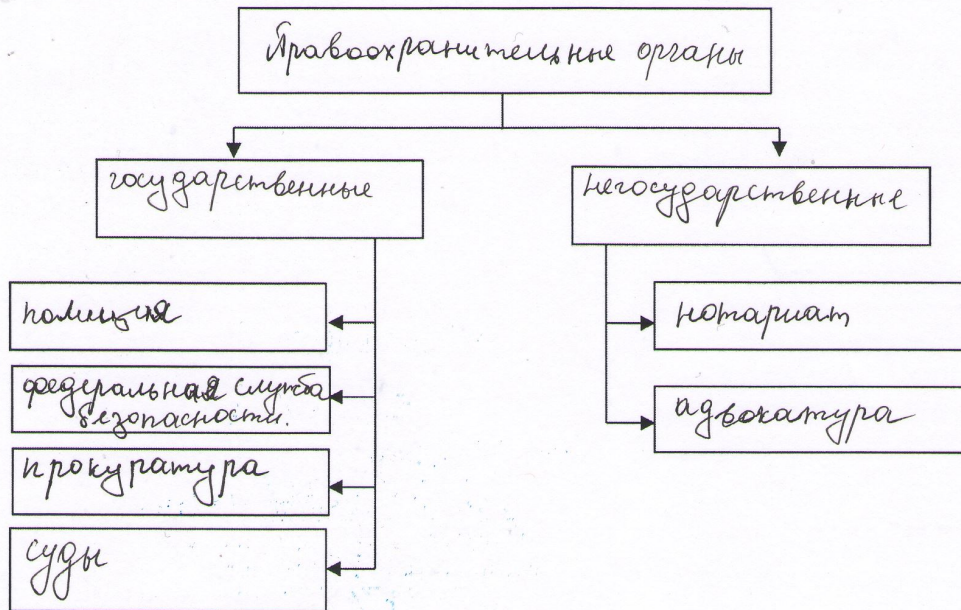 Правоохранительные органы
государственные
негосударственные
полиция
федеральная служба
безопасности.
прокуратура
суды
нотариат
адвокатура